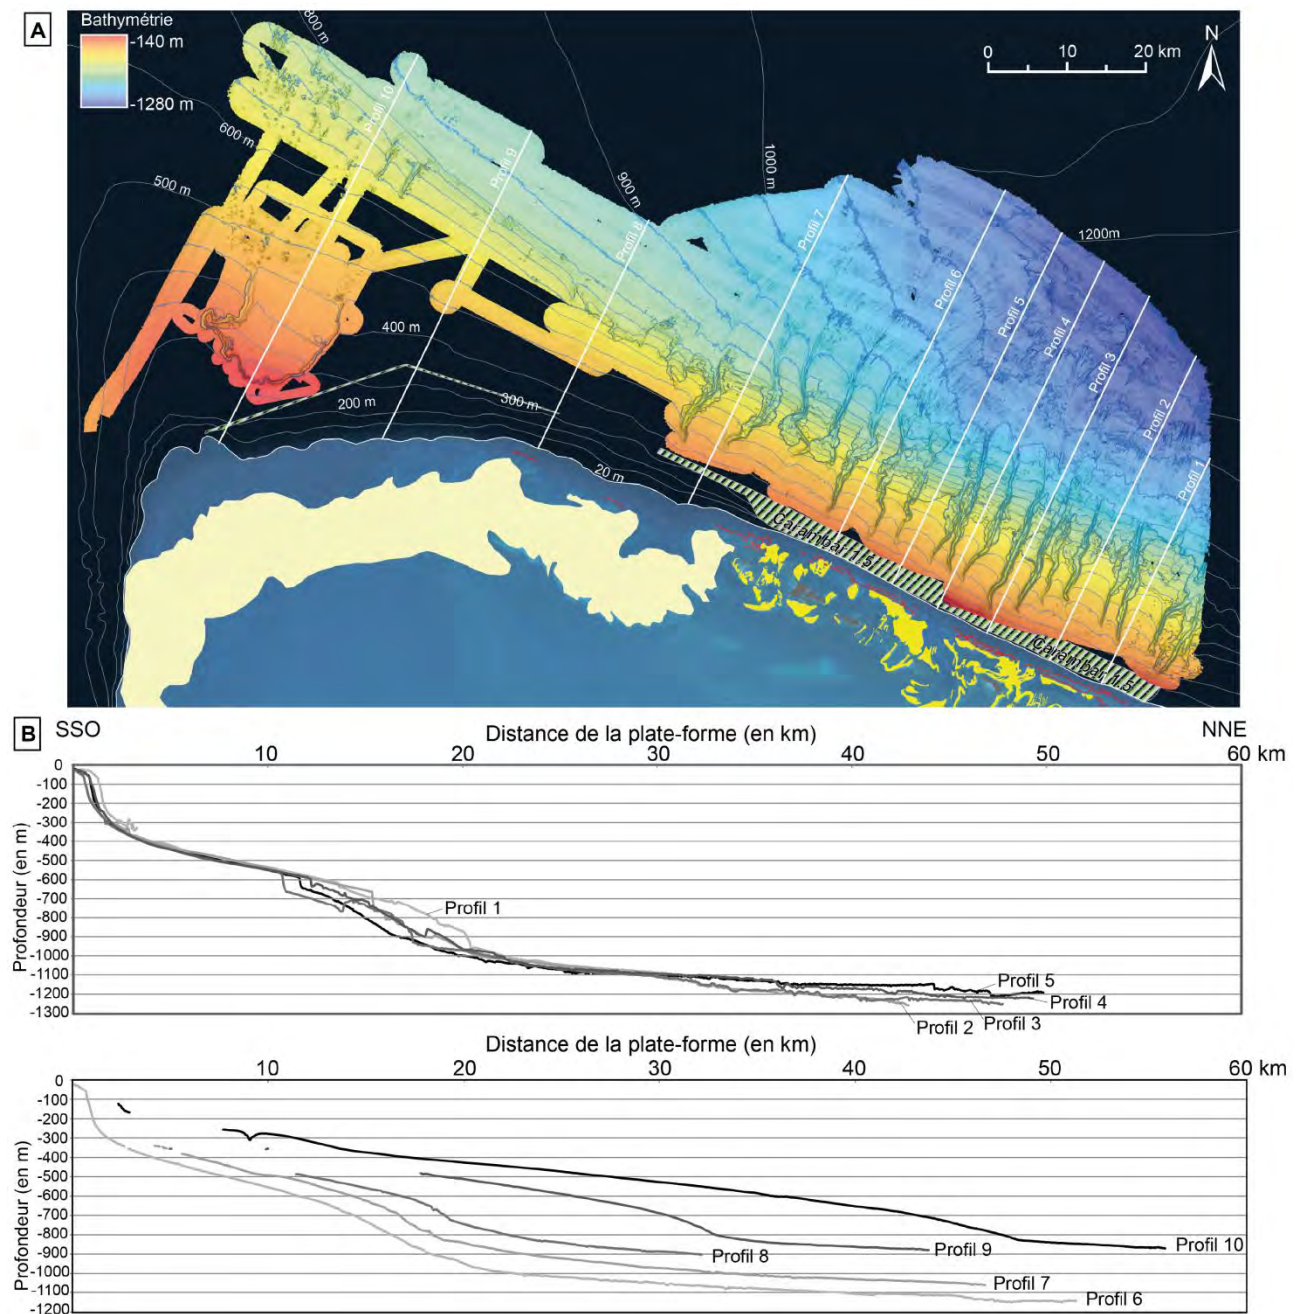 A
Bathymétrie
-140 m
-1280 m
800 m
N
0 10 20 km
Profil 10
600 m
Profil 9
500 m
900 m
1000 m
Profil 8
Profil 7
1200m
Profil 6
Profil 5
Profil 4
Profil 3
Profil 2
Profil 1
400 m
300 m
200 m
20 m
Carambar 1.5
Carambar 1.5
B SSO Distance de la plate-forme (en km) NNE
10 20 30 40 50 60 km
Profondeur (en m)
0
-100
-200
-300
-400
-500
-600
-700
-800
-900
-1000
-1100
-1200
-1300
Profil 1
Profil 5
Profil 4
Profil 3
Profil 2
Distance de la plate-forme (en km)
10 20 30 40 50 60 km
Profondeur (en m)
0
-100
-200
-300
-400
-500
-600
-700
-800
-900
-1000
-1100
-1200
Profil 10
Profil 9
Profil 8
Profil 7
Profil 6